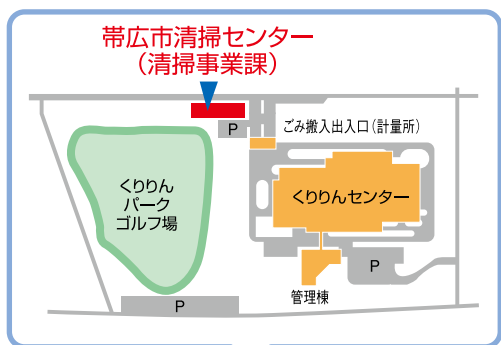 帯広市清掃センター
（清掃事業課）
P
ごみ搬入出入口（計量所）
くりりん
パーク
ゴルフ場
くりりんセンター
P
管理棟
P